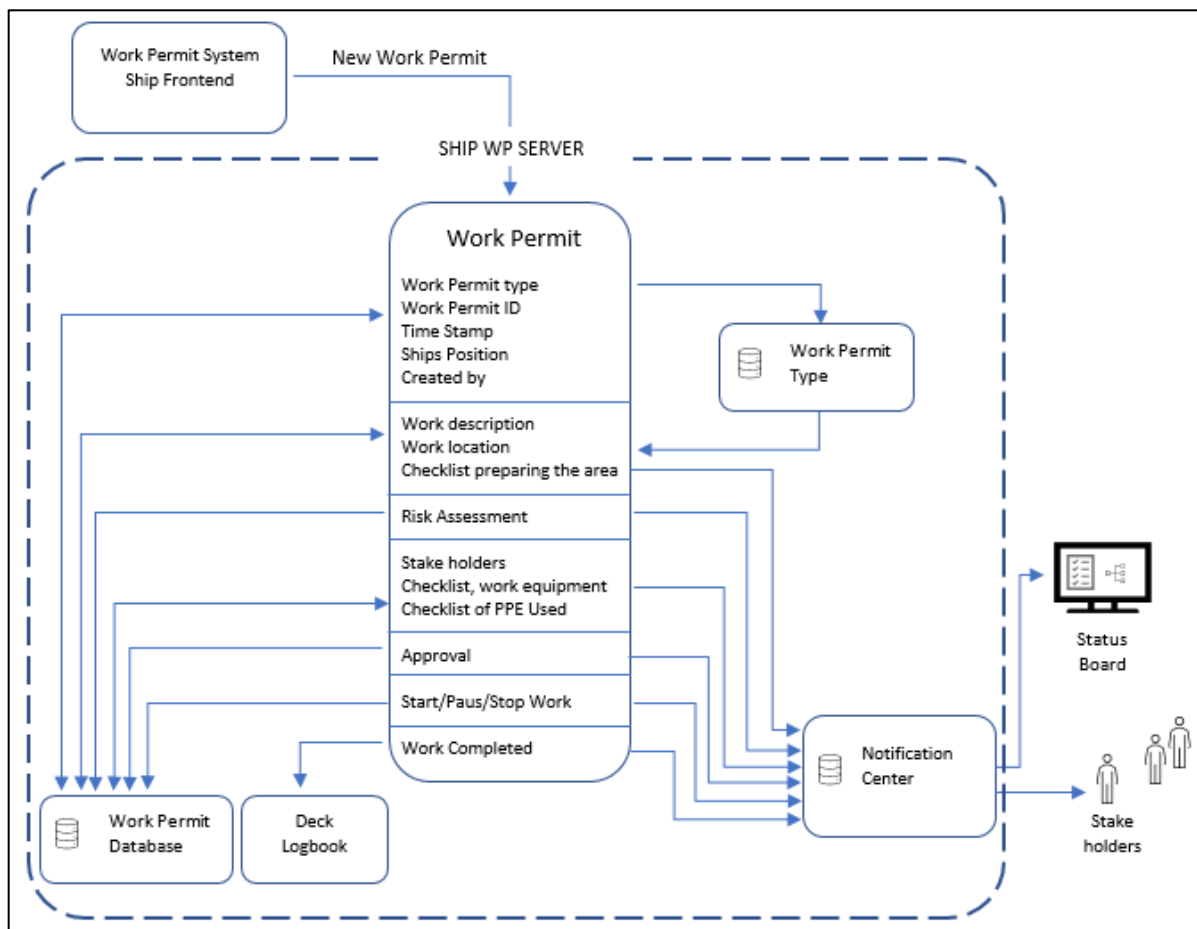 Work Permit System
Ship Frontend
New Work Permit
SHIP WP SERVER
Work Permit
Work Permit type
Work Permit ID
Time Stamp
Ships Position
Created by
Work Permit
Type
Work description
Work location
Checklist preparing the area
Risk Assessment
Stake holders
Checklist, work equipment
Checklist of PPE Used
Approval
Start/Paus/Stop Work
Work Completed
Work Permit
Database
Deck
Logbook
Notification
Center
Status
Board
Stake
holders